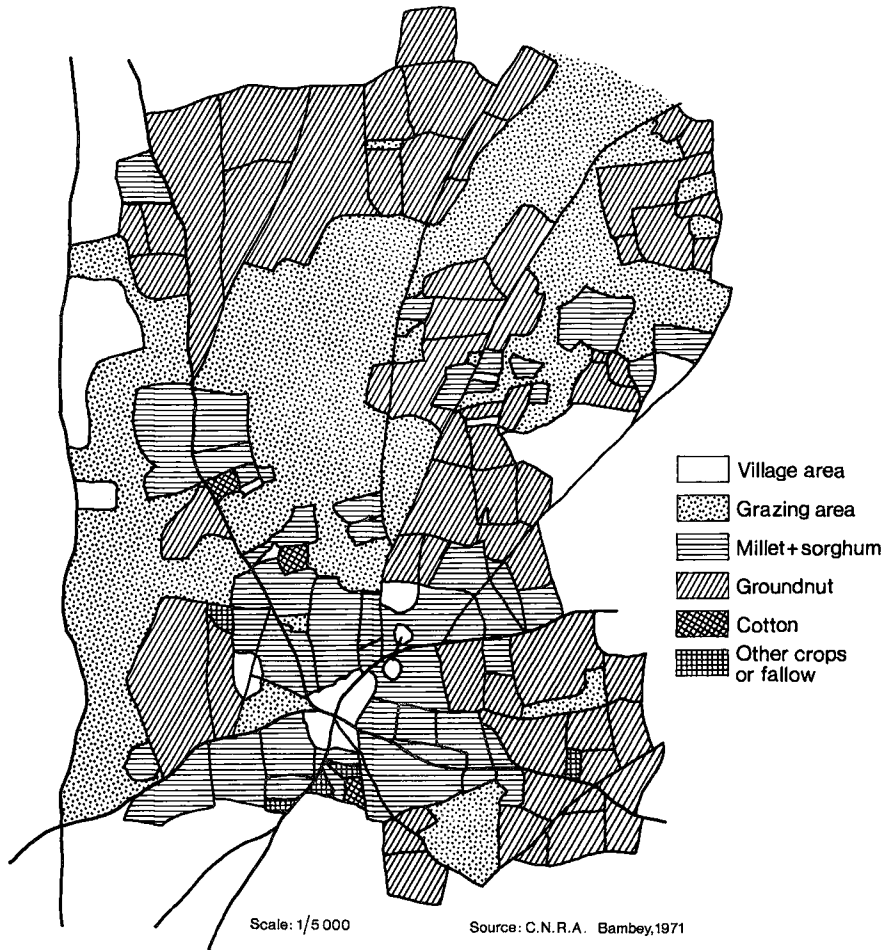 Village area
Grazing area
Millet+sorghum
Groundnut
Cotton
Other crops
or fallow
Scale: 1/5 000
Source: C.N.R.A. Bambey,1971